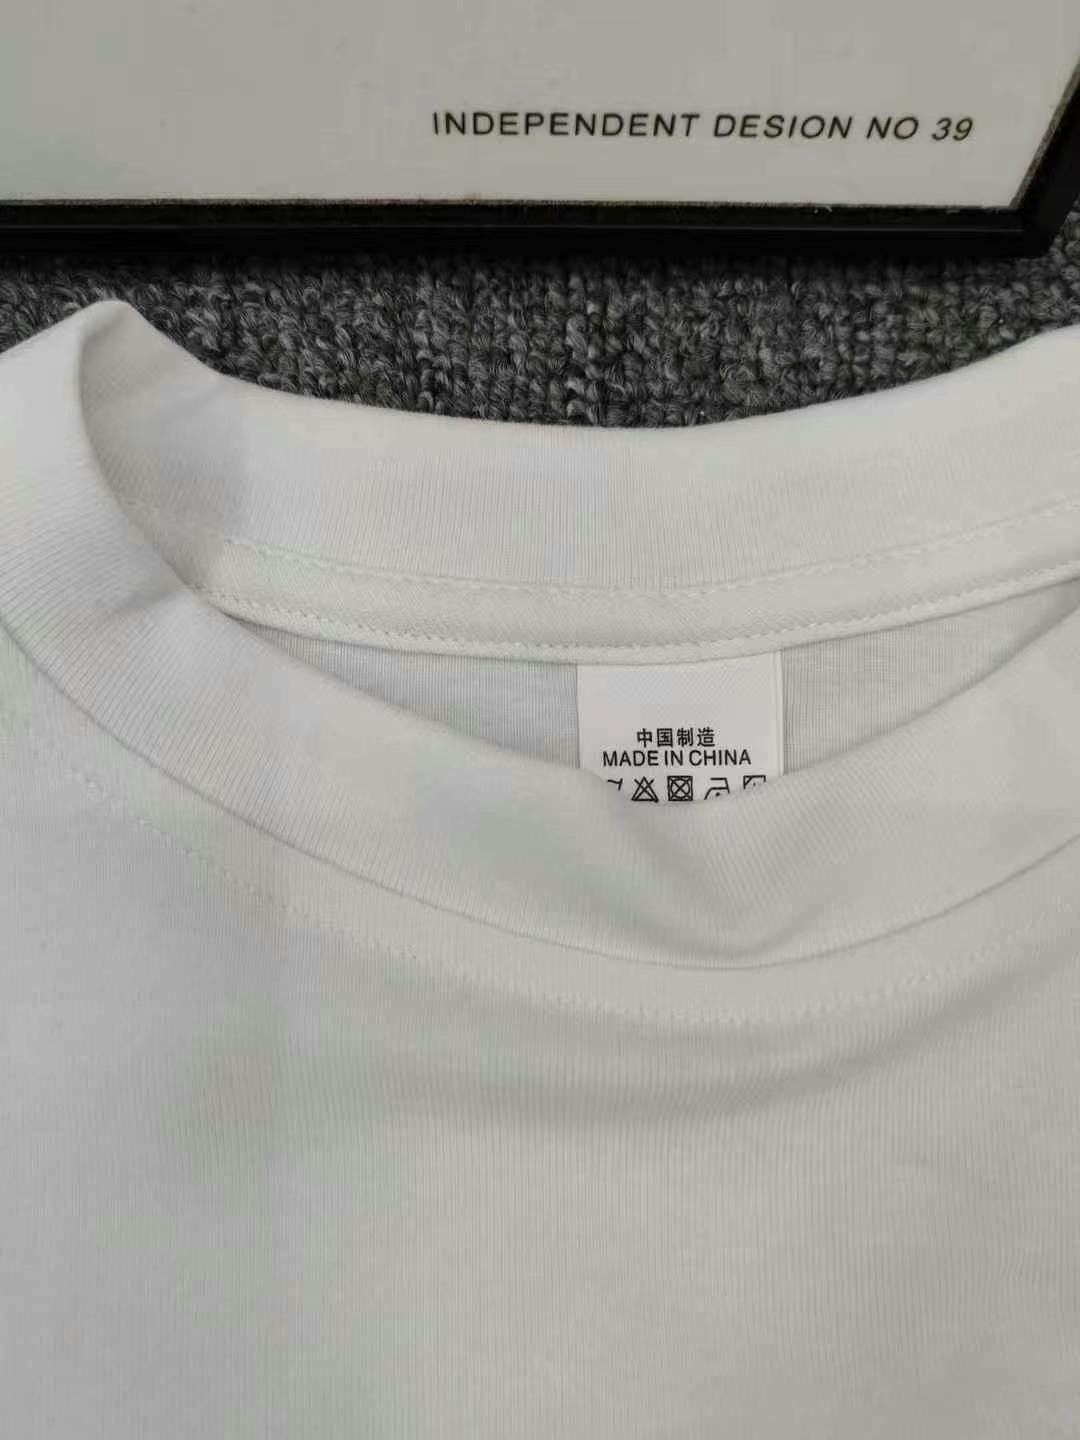 INDEPENDENT DESION NO 39
中国制造
MADE IN CHINA